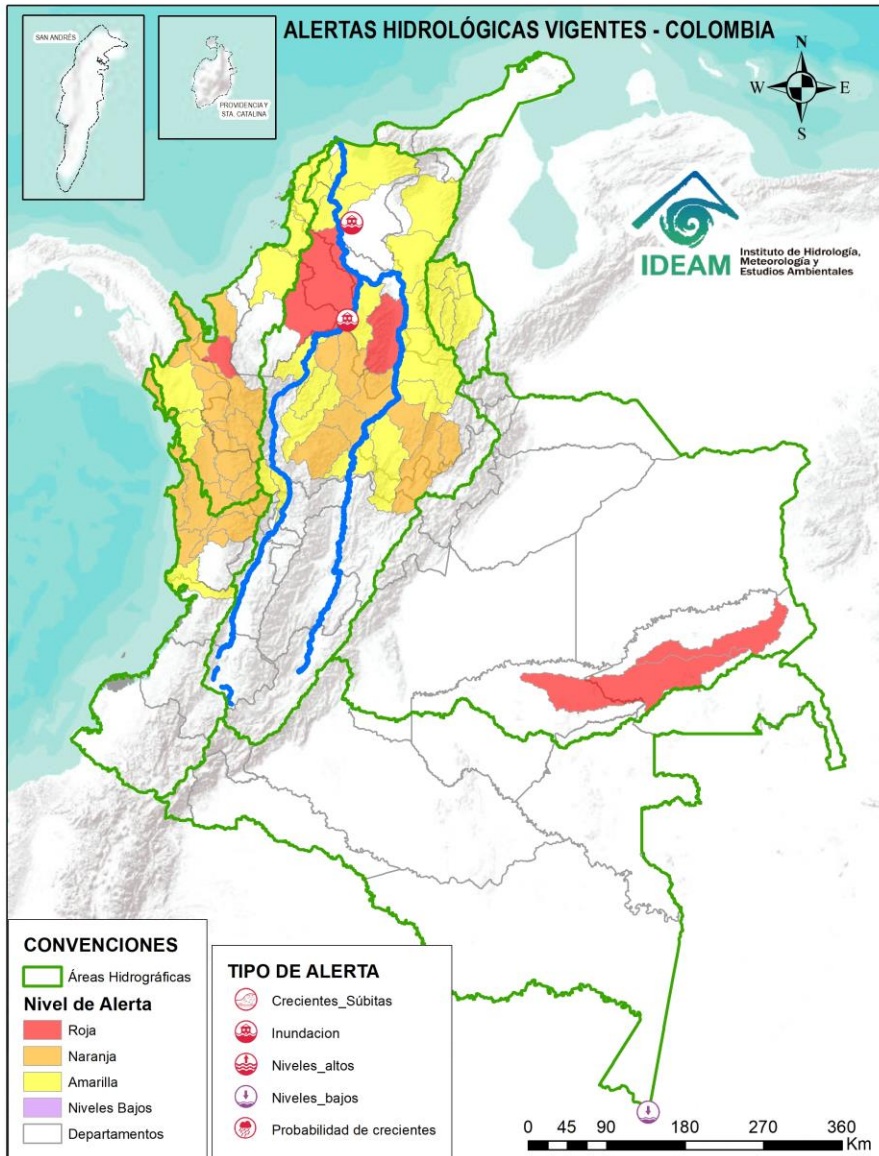 ALERTAS HIDROLÓGICAS VIGENTES - COLOMBIA
SAN ANDRÉS
PROVIDENCIA Y
STA. CATALINA
N
W
E
S
IDEAM
Instituto de Hidrología,
Meteorología y
Estudios Ambientales
CONVENCIONES
Áreas Hidrográficas
Nivel de Alerta
Roja
Naranja
Amarilla
Niveles Bajos
Departamentos
TIPO DE ALERTA
Crecientes_Súbitas
Inundacion
Niveles_altos
Niveles_bajos
Probabilidad de crecientes
0 45 90 180 270 360
Km